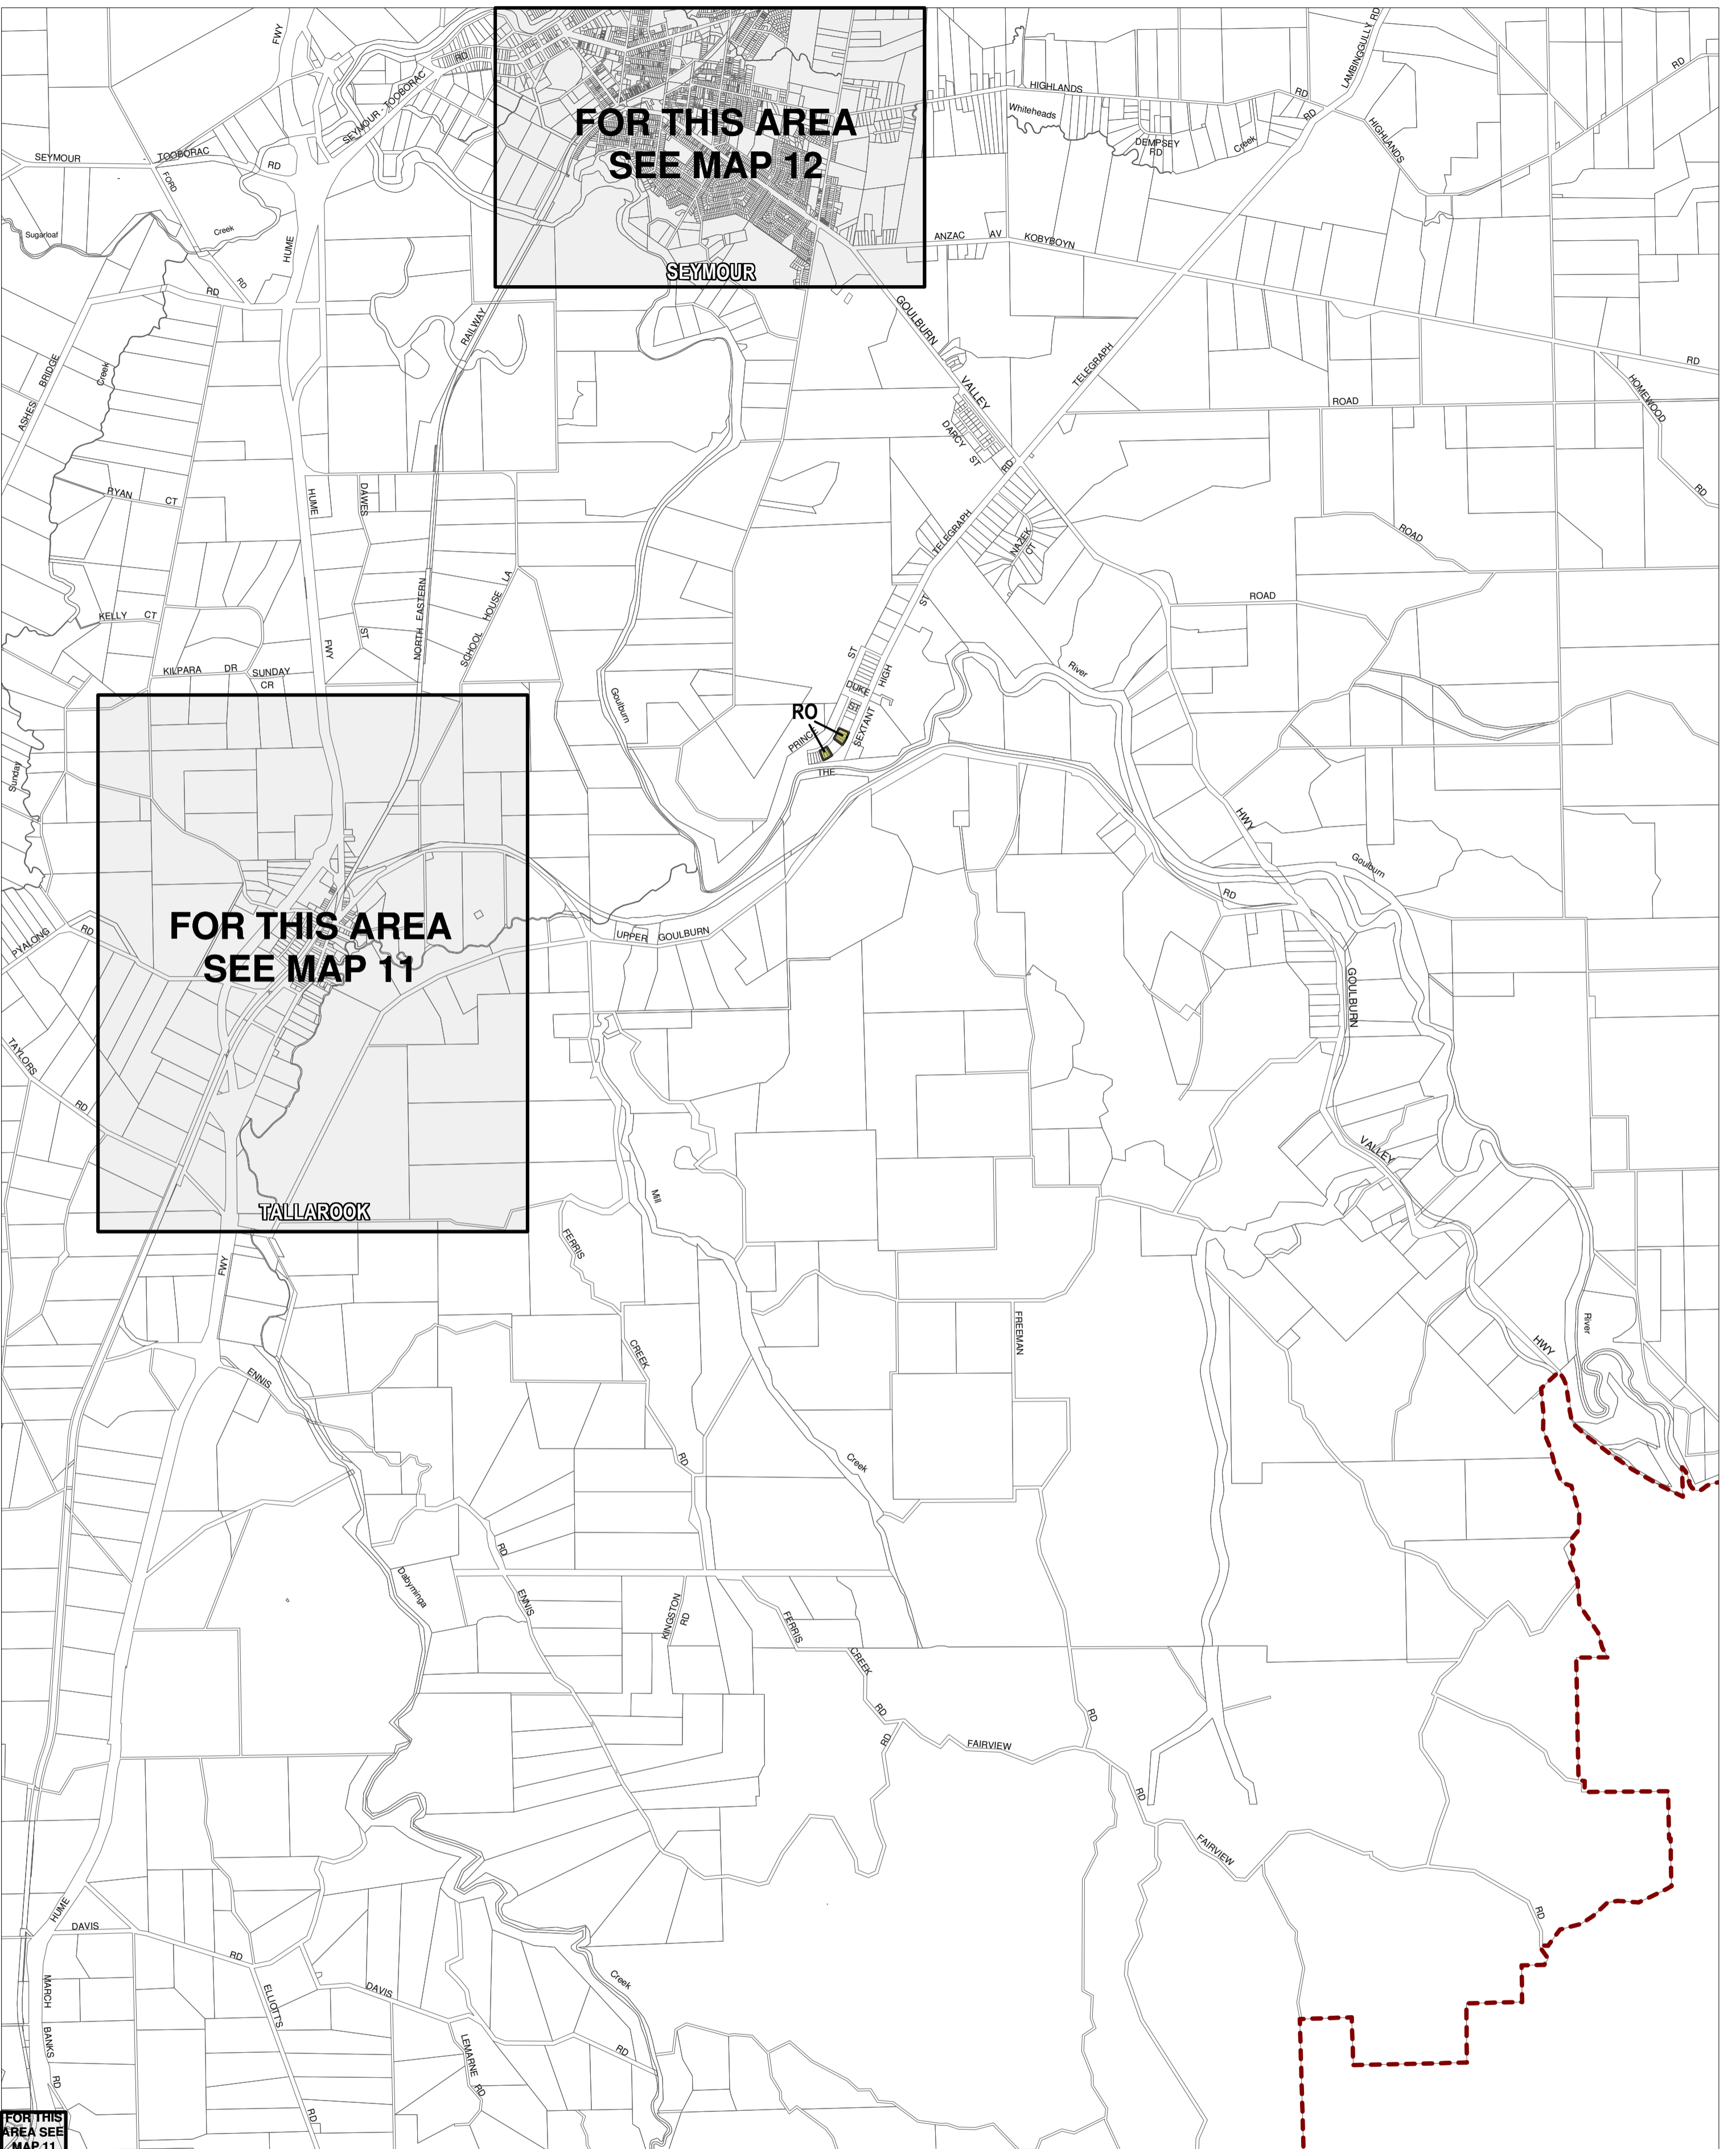 FWY
LAMBINGGULLY RD
RD
RD
SEYMOUR - TOOBORAC
HIGHLANDS
RD
RD
Whiteheads
FOR THIS AREA
SEE MAP 12
HIGHLANDS
DEMPSEY
RD
Creek
SEYMOUR
TOOBORAC
RD
FORD
Sugarloaf
Creek
HUME
RD
ANZAC AV
KOBYBOYN
SEYMOUR
RD
GOULBURN
RAILWAY
BRIDGE
Creek
ASHES
TELEGRAPH
RD
VALLEY
HOMEWOOD
ROAD
DARCY
ST
RD
RD
RYAN CT
HUME
DAWES
TELEGRAPH
NAZEK
CT
ROAD
NORTH EASTERN
SCHOOL HOUSE LA
ST
ROAD
KELLY CT
ST
FWY
KILPARA DR
SUNDAY
CR
ST
HIGH
River
DUKE
ST
Goulburn
RO
PRINCE
SEXTANT
THE
Sunday
HWY
Goulburn
RD
FOR THIS AREA
SEE MAP 11
PYALONG
RD
UPPER GOULBURN
GOULBURN
TAYLORS
RD
VALLEY
Mill
TALLAROOK
FERRIS
FWY
FREEMAN
River
HWY
CREEK
ENNIS
RD
Creek
RD
Dabyminga
ENNIS
KINGSTON
RD
FERRIS
CREEK
RD
RD
RD
FAIRVIEW
RD
FAIRVIEW
HUME
DAVIS
RD
RD
Creek
MARCH
BANKS
RD
ELLIOTTS
RD
DAVIS
LEMARNE
RD
RD
FOR THIS
AREA SEE
MAP 11